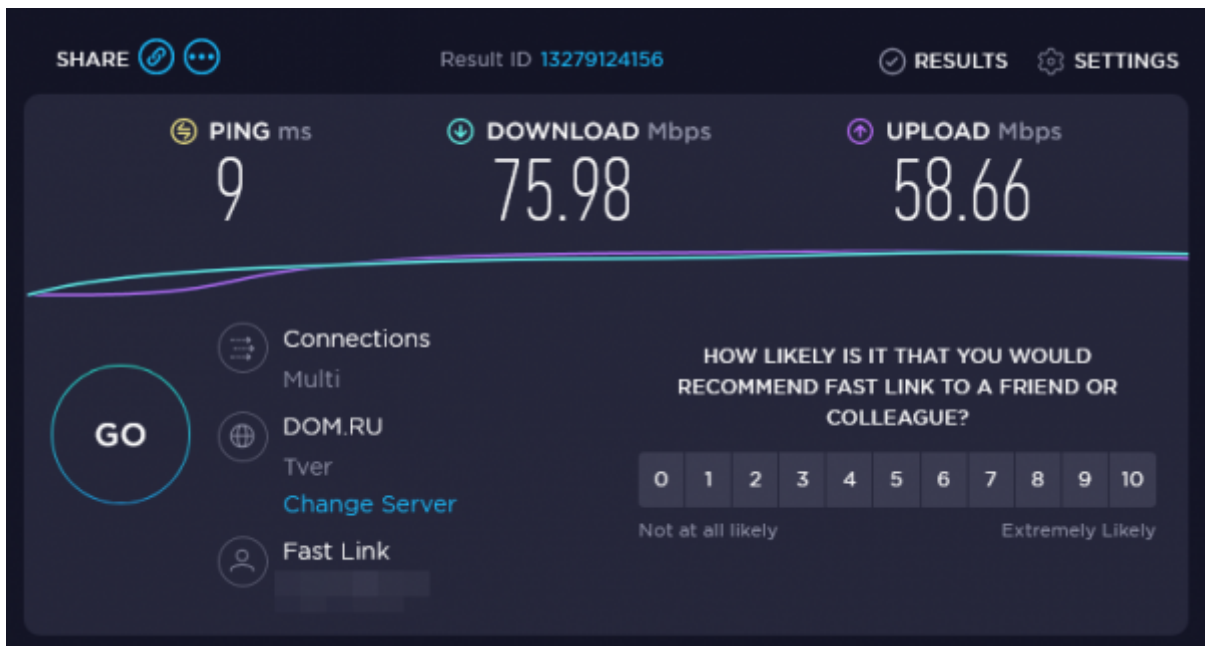 SHARE
Result ID 13279124156
RESULTS
SETTINGS
PING ms
9
DOWNLOAD Mbps
75.98
UPLOAD Mbps
58.66
GO
Connections
Multi
DOM.RU
Tver
Change Server
Fast Link
HOW LIKELY IS IT THAT YOU WOULD
RECOMMEND FAST LINK TO A FRIEND OR
COLLEAGUE?
0 1 2 3 4 5 6 7 8 9 10
Not at all likely
Extremely Likely